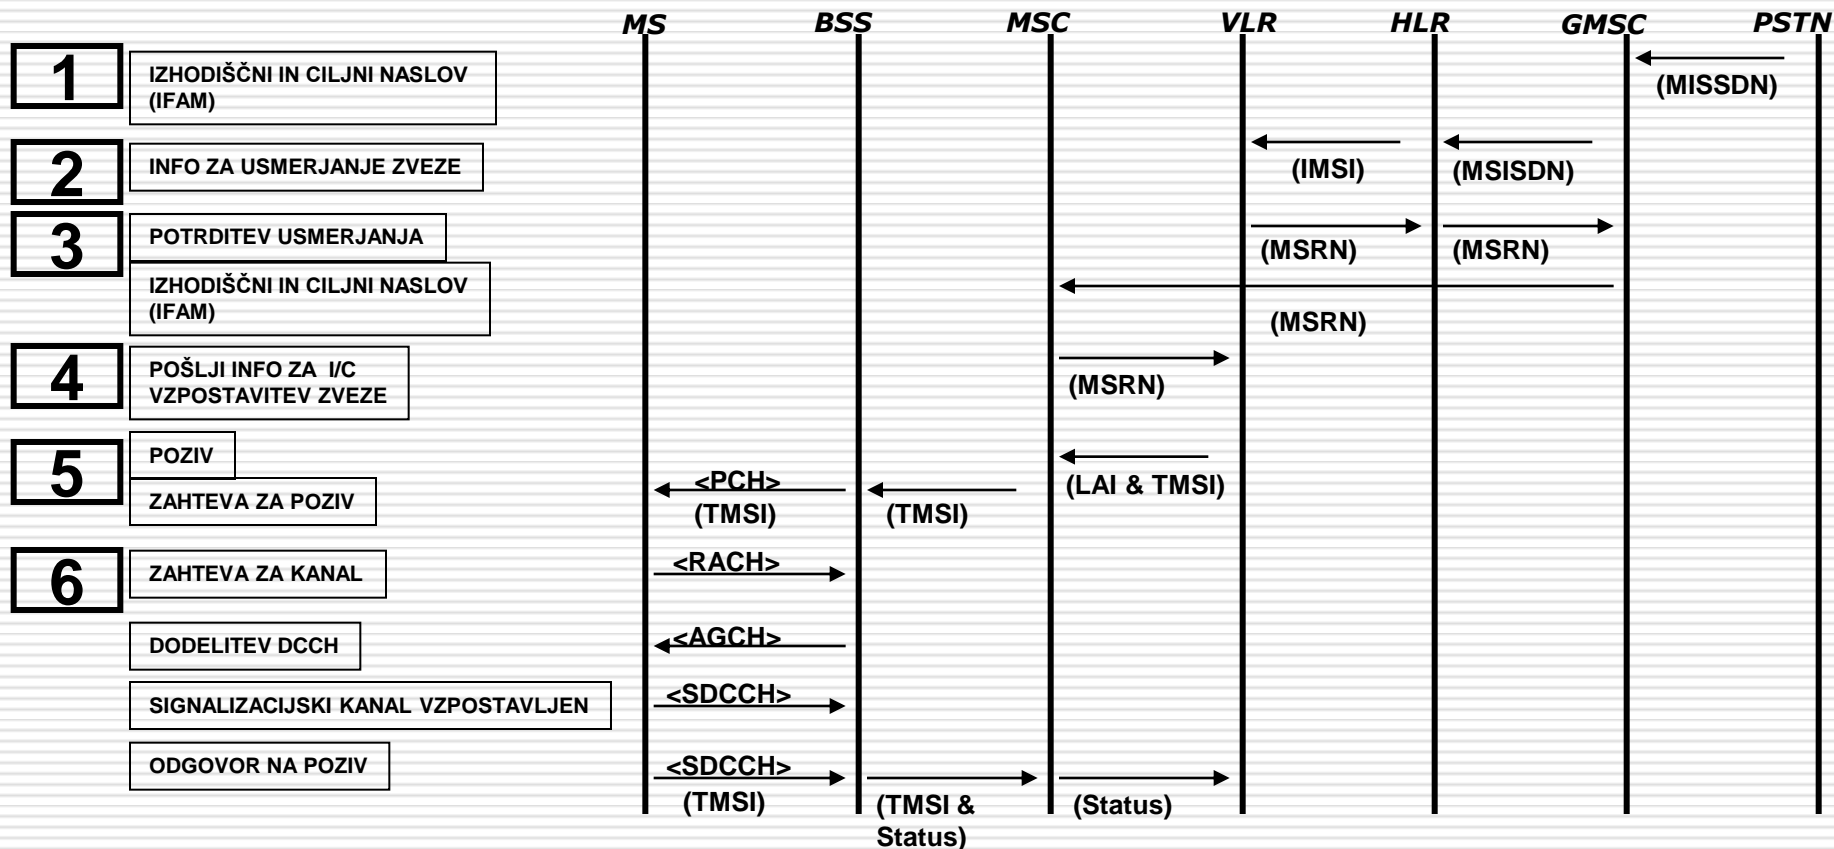 MS BSS MSC VLR HLR GMSC PSTN
1
IZHODIŠČNI IN CILJNI NASLOV
(IFAM)
(MISSDN)
2
INFO ZA USMERJANJE ZVEZE
(IMSI) (MSISDN)
3
POTRDITEV USMERJANJA
(MSRN) (MSRN)
IZHODIŠČNI IN CILJNI NASLOV
(IFAM)
(MSRN)
4
POŠLJI INFO ZA I/C
VZPOSTAVITEV ZVEZE
(MSRN)
5
POZIV
(LAI & TMSI)
ZAHTEVA ZA POZIV
<PCH>
(TMSI) (TMSI)
6
ZAHTEVA ZA KANAL
<RACH>
DODELITEV DCCH
<AGCH>
SIGNALIZACIJSKI KANAL VZPOSTAVLJEN
<SDCCH>
ODGOVOR NA POZIV
<SDCCH>
(TMSI)
(TMSI &
Status)
(Status)